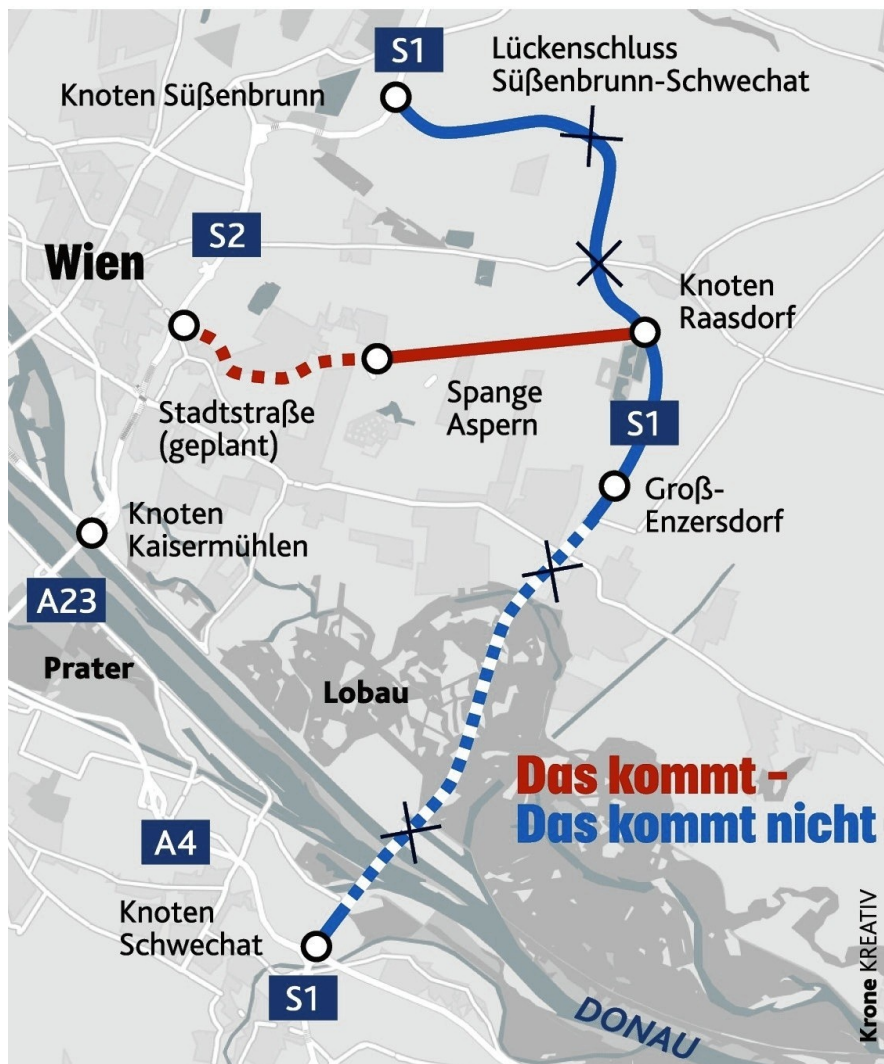 S1
Lückenschluss
Süßenbrunn-Schwechat
Knoten Süßenbrunn
S2
Wien
Knoten
Raasdorf
Stadtstraße
(geplant)
Spange
Aspern
S1
Groß-
Enzersdorf
Knoten
Kaisermühlen
A23
Prater
Lobau
Das kommt –
Das kommt nicht
A4
Knoten
Schwechat
S1
DONAU
Krone KREATIV